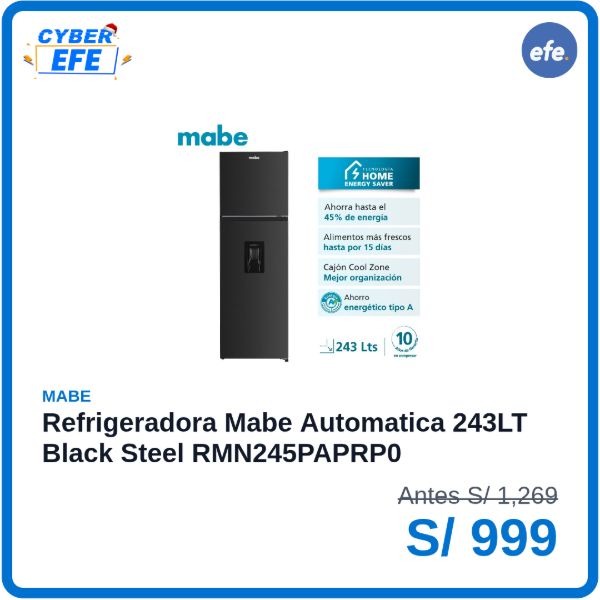 CYBER
EFE
efe.
mabe
mabe
TECNOLOGÍA
HOME
ENERGY SAVER
Ahorra hasta el
45% de energía
Alimentos más frescos
hasta por 15 días
Cajón Cool Zone
Mejor organización
Ahorro
energético tipo A
243 Lts
10
MABE
Refrigeradora Mabe Automatica 243LT
Black Steel RMN245PAPRP0
Antes S/ 1,269
S/ 999